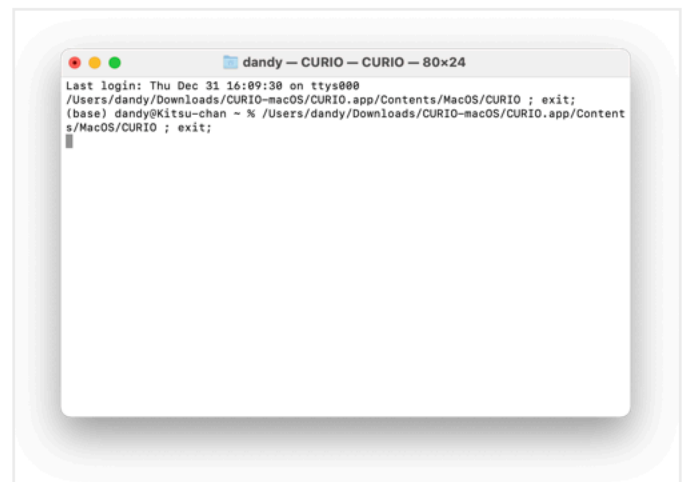 dandy — CURIO — CURIO — 80×24
Last login: Thu Dec 31 16:09:30 on ttys000
/Users/dandy/Downloads/CURIO-macOS/CURIO.app/Contents/MacOS/CURIO ; exit;
(base) dandy@Kitsu-chan ~ % /Users/dandy/Downloads/CURIO-macOS/CURIO.app/Content
s/MacOS/CURIO ; exit;